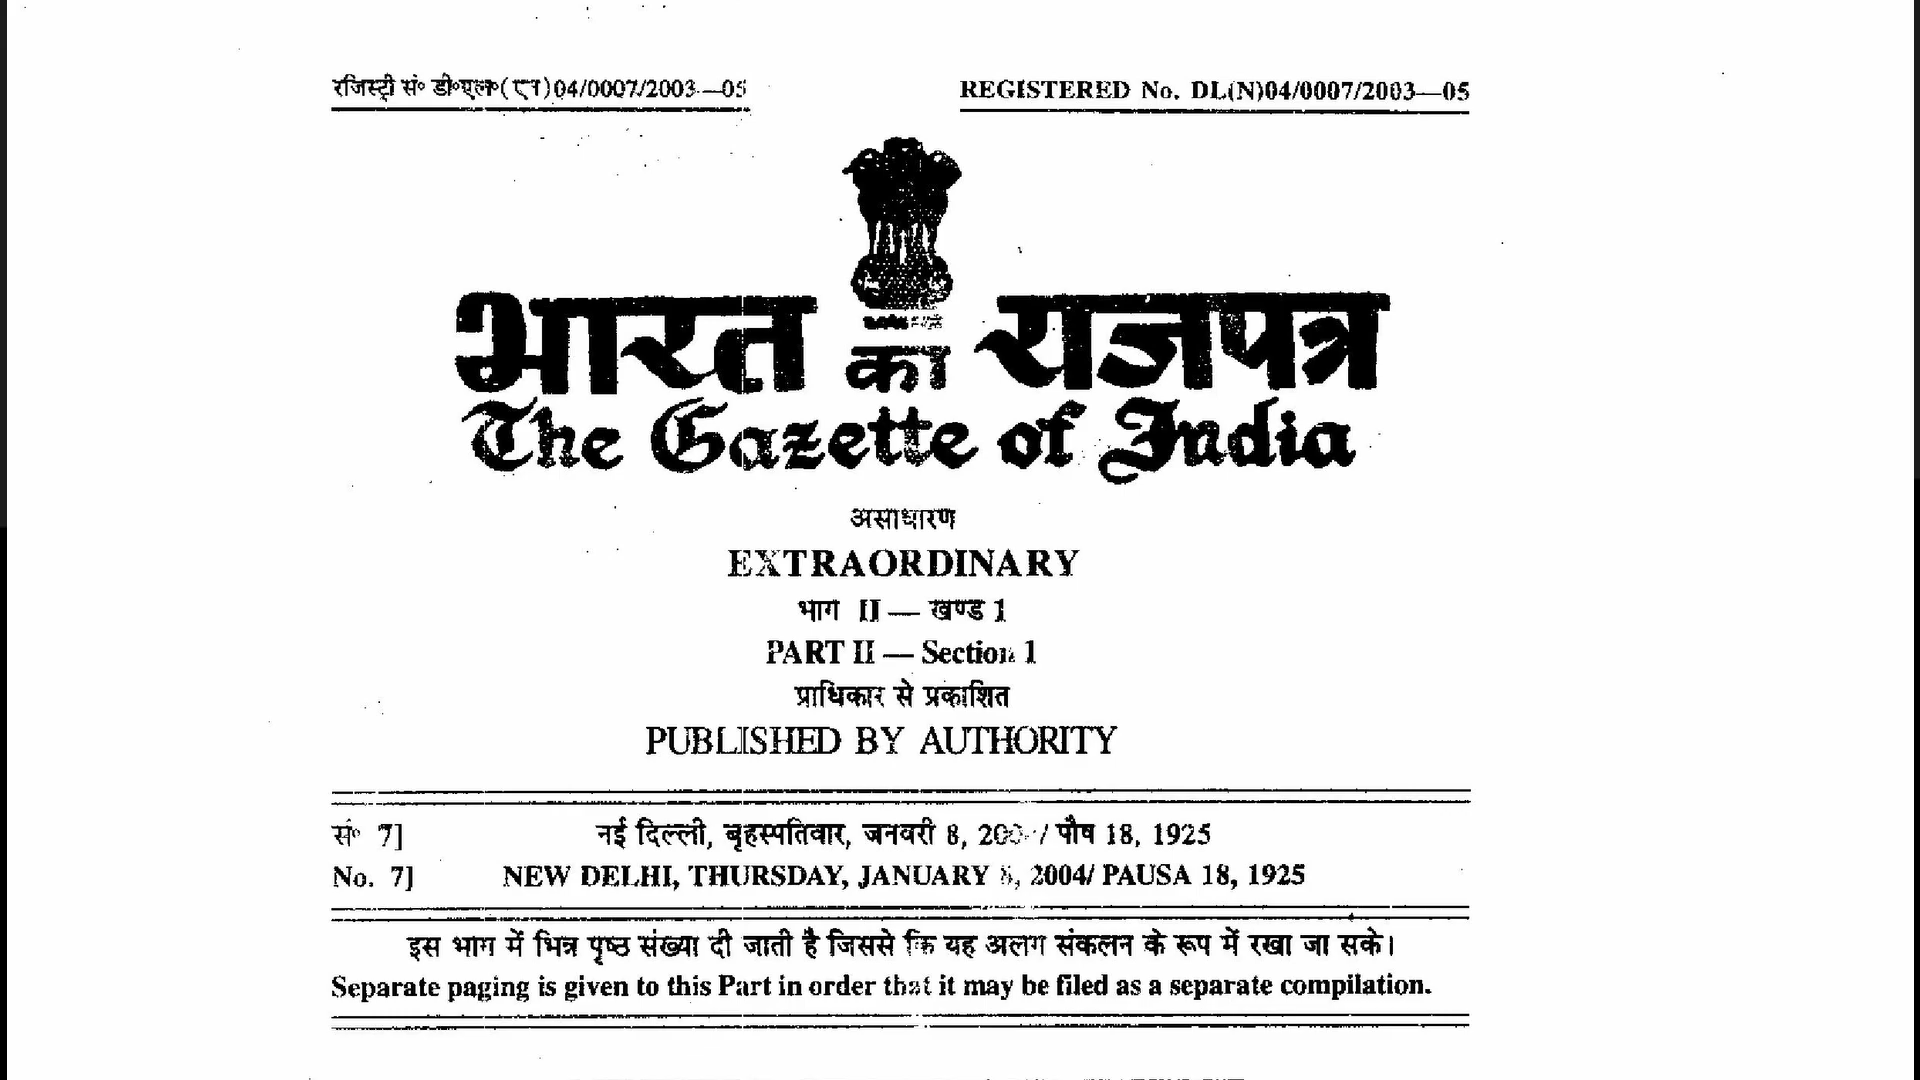 रजिस्ट्री सं० डी०एल०(एन)04/0007/2003—05
REGISTERED No. DL(N)04/0007/2003—05
भारत का राजपत्र
The Gazette of India
असाधारण
EXTRAORDINARY
भाग II — खण्ड 1
PART II — Section 1
प्राधिकार से प्रकाशित
PUBLISHED BY AUTHORITY
सं० 7] नई दिल्ली, बृहस्पतिवार, जनवरी 8, / पौष 18, 1925
No. 7] NEW DELHI, THURSDAY, JANUARY 8, 2004/ PAUSA 18, 1925
इस भाग में भिन्न पृष्ठ संख्या दी जाती है जिससे कि यह अलग संकलन के रूप में रखा जा सके।
Separate paging is given to this Part in order that it may be filed as a separate compilation.